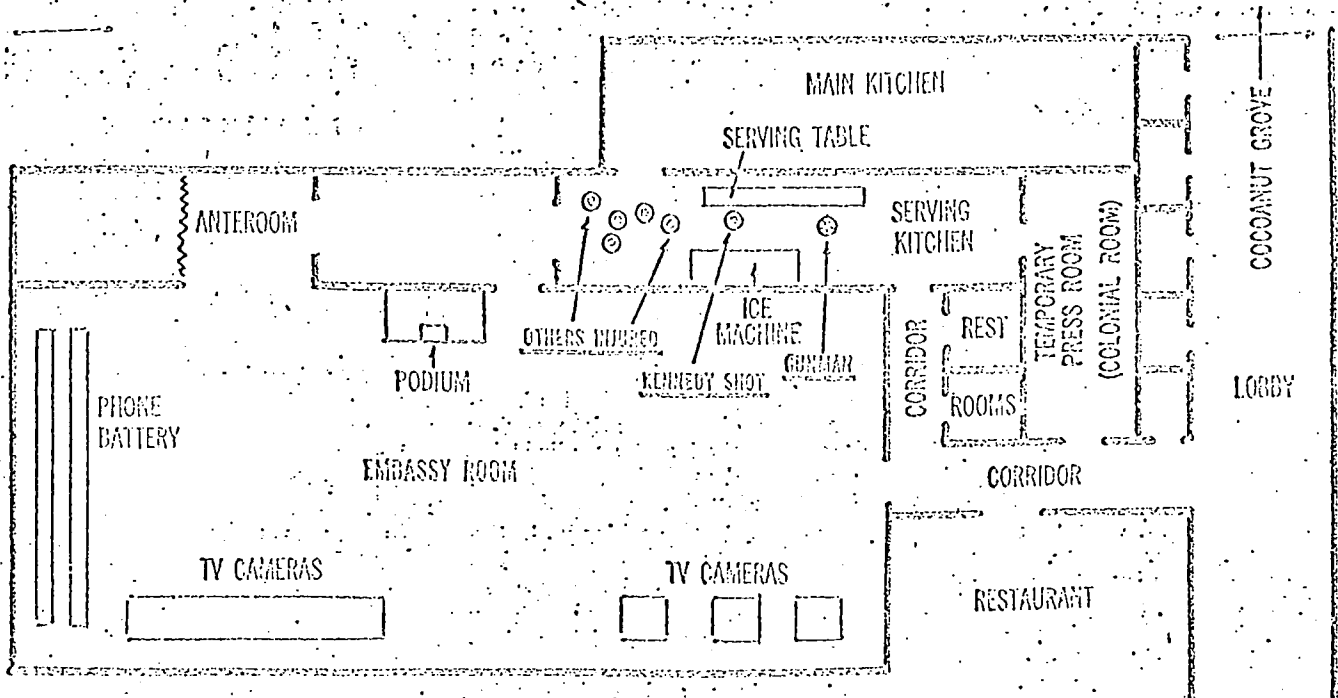 MAIN KITCHEN
SERVING TABLE
COCOANUT GROVE
ANTEROOM
SERVING
KITCHEN
TEMPORARY
PRESS ROOM
(COLONIAL ROOM)
OTHERS INJURED
ICE
MACHINE
GUNMAN
KENNEDY SHOT
PODIUM
CORRIDOR
REST
ROOMS
LOBBY
PHONE
BATTERY
EMBASSY ROOM
CORRIDOR
TV CAMERAS
TV CAMERAS
RESTAURANT